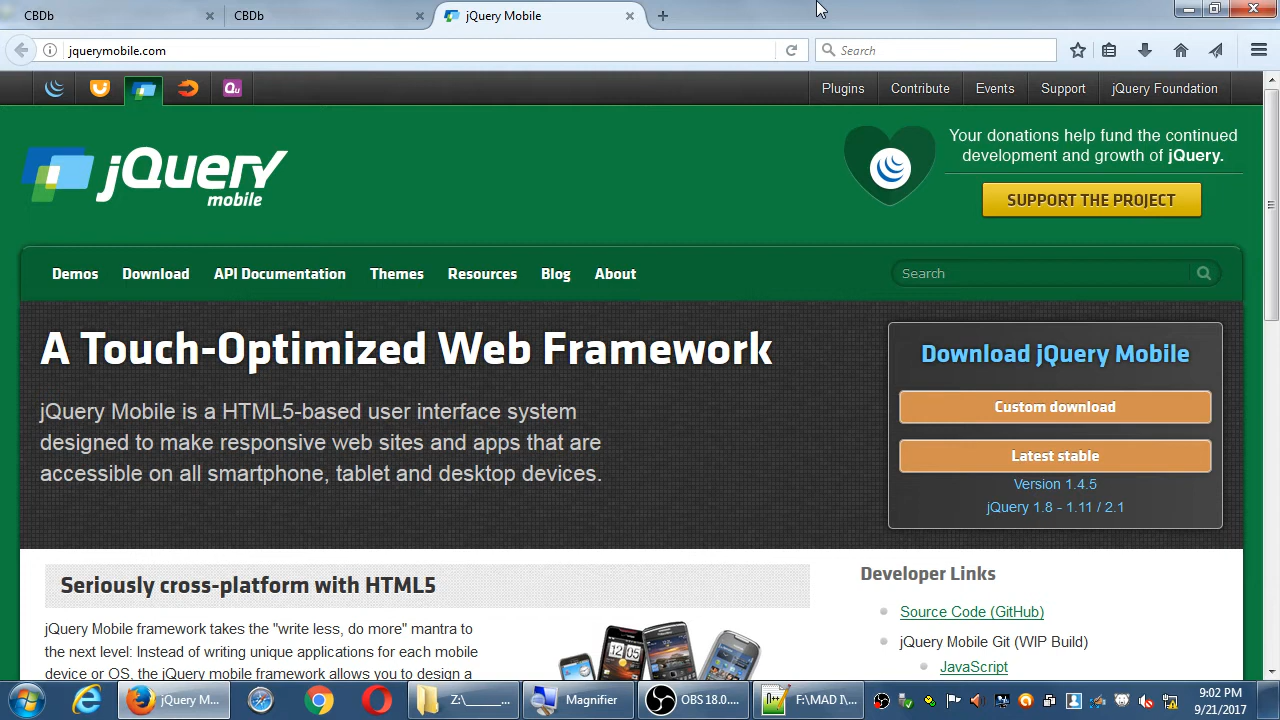 CBDb
CBDb
jQuery Mobile
jquerymobile.com
Search
Qu
Plugins
Contribute
Events
Support
jQuery Foundation
jQuery
mobile
Your donations help fund the continued
development and growth of jQuery.
SUPPORT THE PROJECT
Demos
Download
API Documentation
Themes
Resources
Blog
About
Search
A Touch-Optimized Web Framework
jQuery Mobile is a HTML5-based user interface system
designed to make responsive web sites and apps that are
accessible on all smartphone, tablet and desktop devices.
Download jQuery Mobile
Custom download
Latest stable
Version 1.4.5
jQuery 1.8 - 1.11 / 2.1
Seriously cross-platform with HTML5
jQuery Mobile framework takes the "write less, do more" mantra to
the next level: Instead of writing unique applications for each mobile
device or OS, the jQuery mobile framework allows you to design a
12:05
Developer Links
Source Code (GitHub)
jQuery Mobile Git (WIP Build)
JavaScript
jQuery M...
Z:\______...
Magnifier
OBS 18.0....
F:\MAD I\...
9:02 PM
9/21/2017